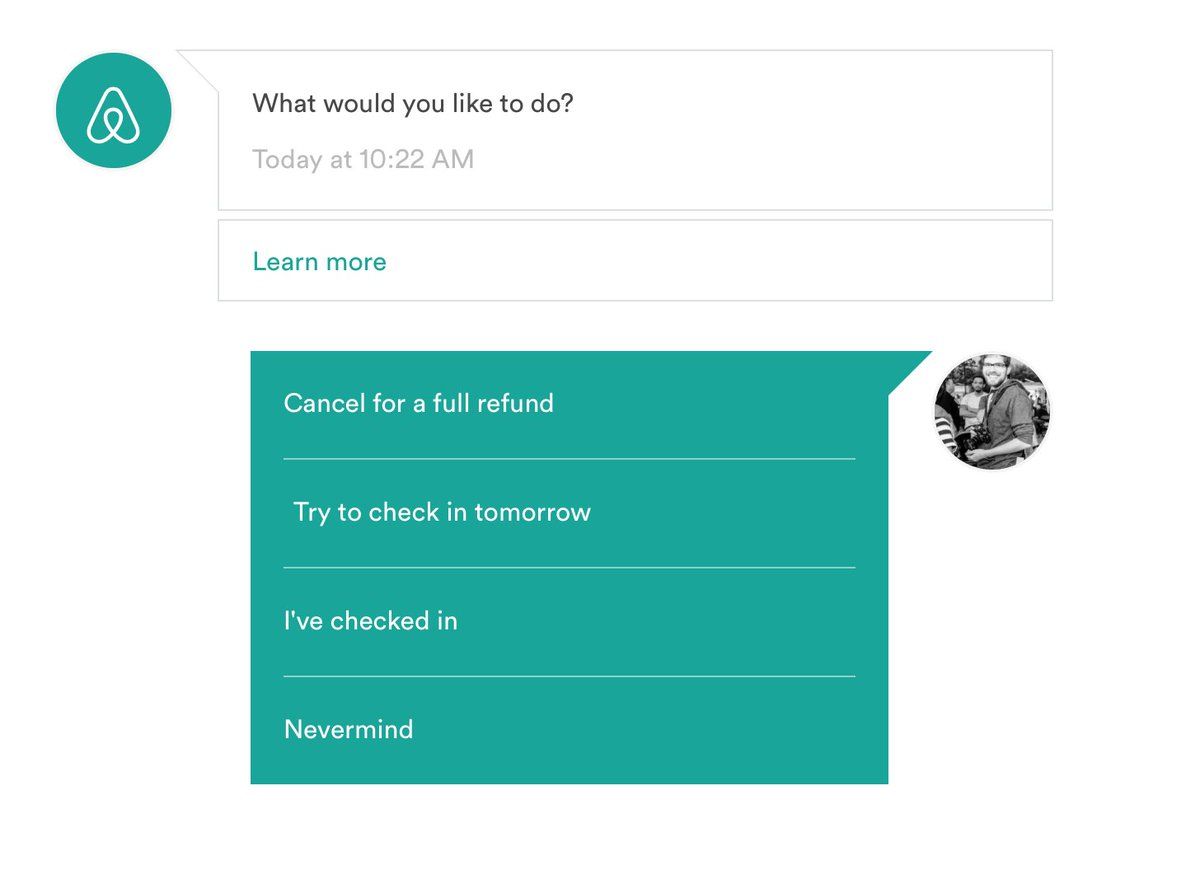 What would you like to do?
Today at 10:22 AM
Learn more
Cancel for a full refund
Try to check in tomorrow
I've checked in
Nevermind